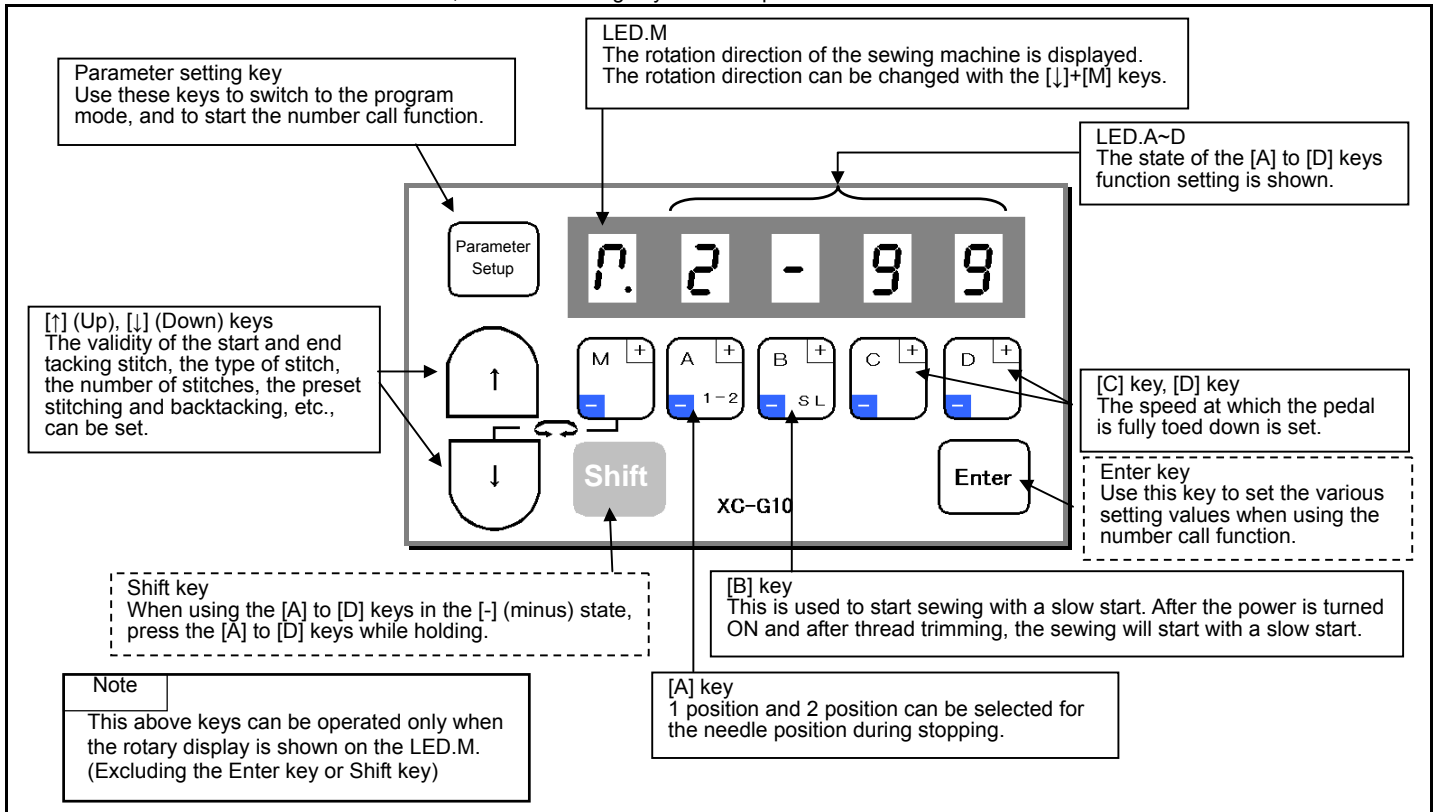 LED.M
The rotation direction of the sewing machine is displayed.
The rotation direction can be changed with the [↓]+[M] keys.
Parameter setting key
Use these keys to switch to the program
mode, and to start the number call function.
LED.A~D
The state of the [A] to [D] keys
function setting is shown.
Parameter
Setup
2 - 9 9
[↑] (Up), [↓] (Down) keys
The validity of the start and end
tacking stitch, the type of stitch,
the number of stitches, the preset
stitching and backtacking, etc.,
can be set.
↑
M + -
A + - 1-2
B + - SL
C + -
D + -
[C] key, [D] key
The speed at which the pedal
is fully toed down is set.
↓
Shift
XC-G10
Enter
Enter key
Use this key to set the various
setting values when using the
number call function.
Shift key
When using the [A] to [D] keys in the [-] (minus) state,
press the [A] to [D] keys while holding.
[B] key
This is used to start sewing with a slow start. After the power is turned
ON and after thread trimming, the sewing will start with a slow start.
Note
This above keys can be operated only when
the rotary display is shown on the LED.M.
(Excluding the Enter key or Shift key)
[A] key
1 position and 2 position can be selected for
the needle position during stopping.